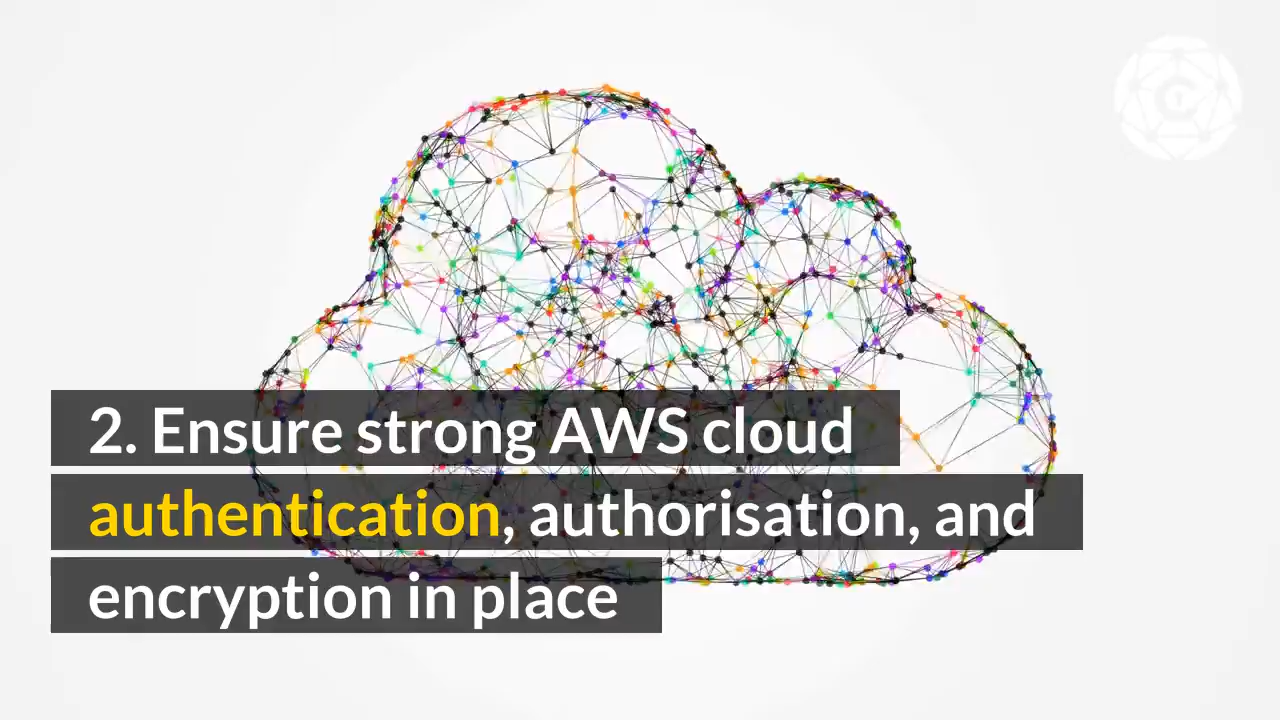 2. Ensure strong AWS cloud
authentication, authorisation, and
encryption in place